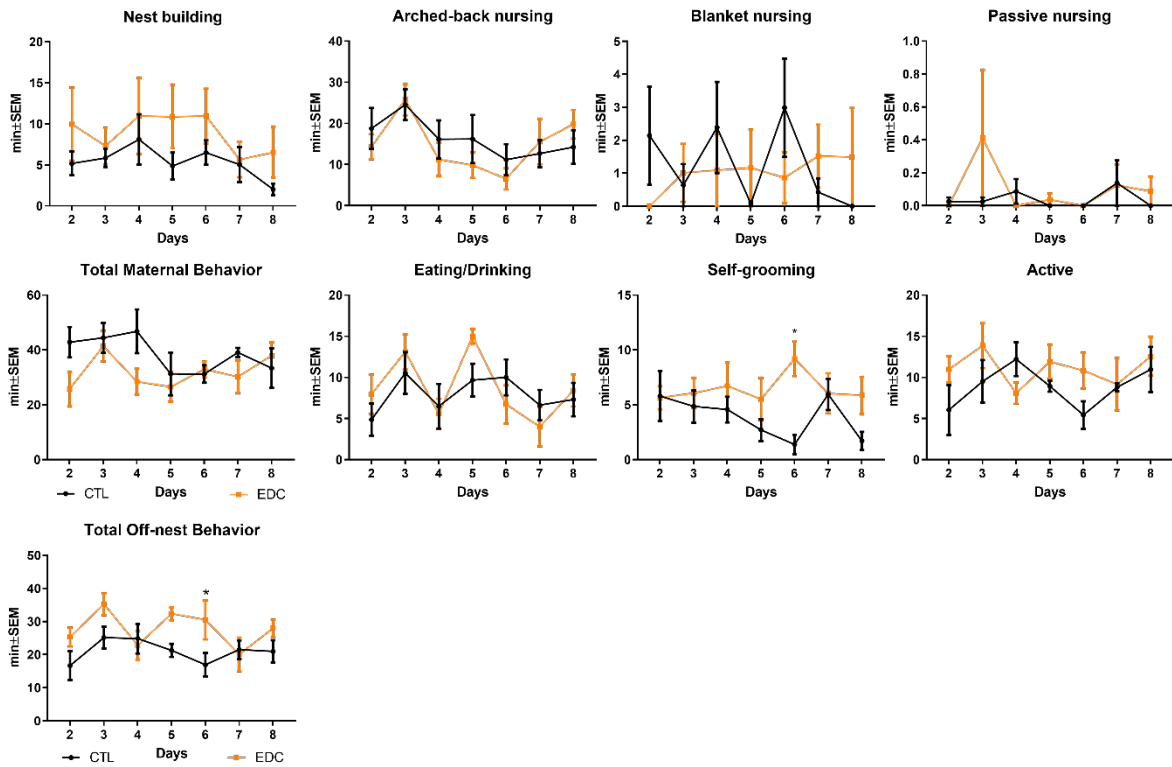 Nest building
Arched-back nursing
Blanket nursing
Passive nursing
min±SEM
20
15
10
5
0
2 3 4 5 6 7 8
Days
min±SEM
40
30
20
10
0
2 3 4 5 6 7 8
Days
min±SEM
5
4
3
2
1
0
2 3 4 5 6 7 8
Days
min±SEM
1.0
0.8
0.6
0.4
0.2
0.0
2 3 4 5 6 7 8
Days
Total Maternal Behavior
Eating/Drinking
Self-grooming
Active
min±SEM
60
40
20
0
2 3 4 5 6 7 8
Days
CTL EDC
min±SEM
20
15
10
5
0
2 3 4 5 6 7 8
Days
min±SEM
15
10
5
0
*
2 3 4 5 6 7 8
Days
min±SEM
20
15
10
5
0
2 3 4 5 6 7 8
Days
Total Off-nest Behavior
min±SEM
50
40
30
20
10
0
*
2 3 4 5 6 7 8
CTL Days EDC